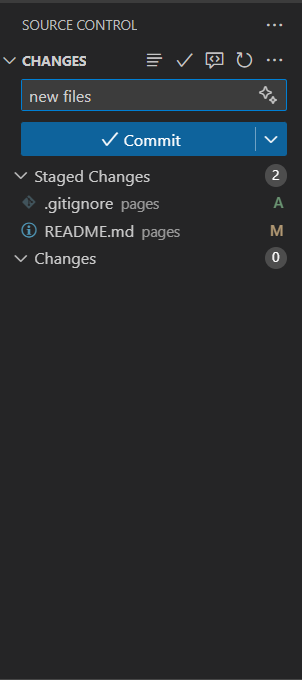 SOURCE CONTROL
CHANGES
new files
Commit
Staged Changes 2
.gitignore pages A
README.md pages M
Changes 0